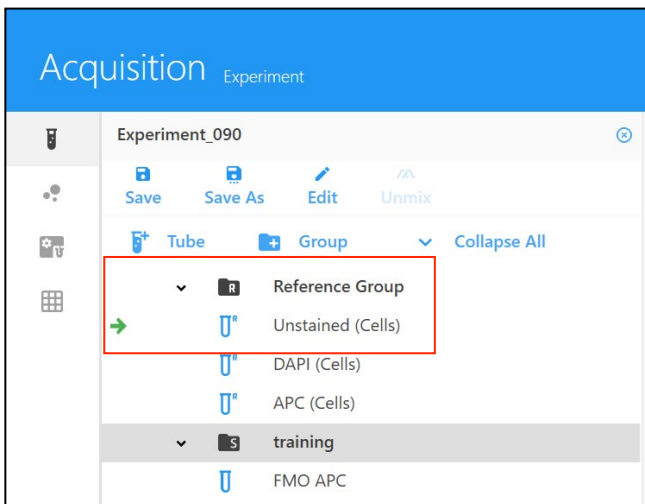 Acquisition Experiment
Experiment_090
Save Save As Edit Unmix
Tube Group Collapse All
R Reference Group
R Unstained (Cells)
R DAPI (Cells)
R APC (Cells)
S training
FMO APC